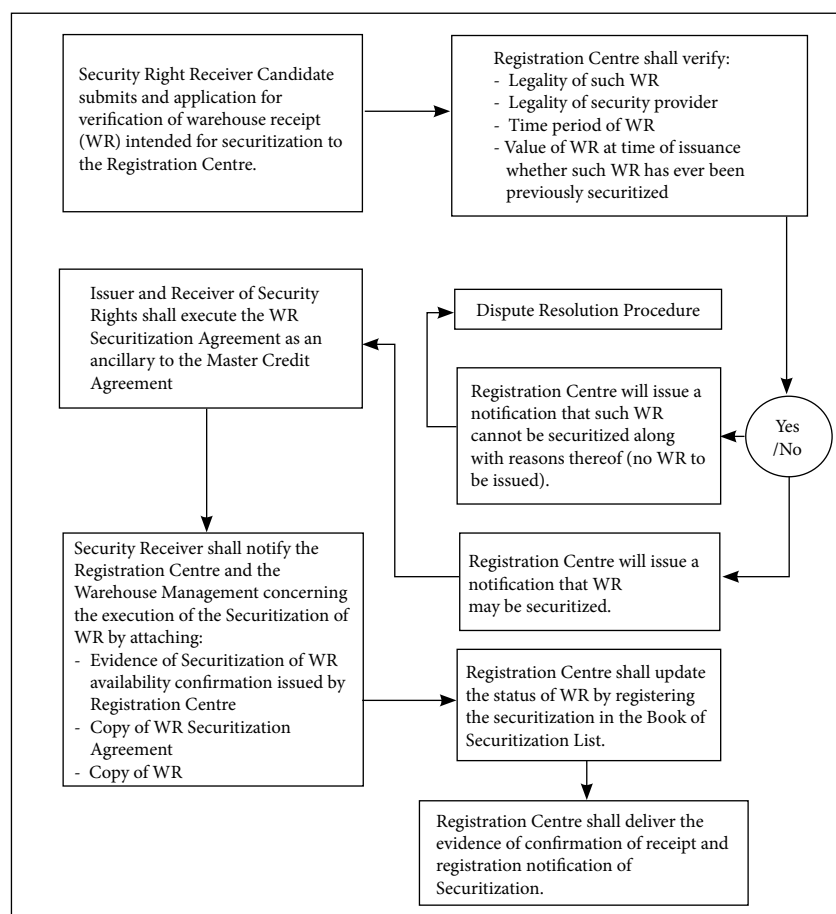 Security Right Receiver Candidate
submits and application for
verification of warehouse receipt
(WR) intended for securitization to
the Registration Centre.
Registration Centre shall verify:
- Legality of such WR
- Legality of security provider
- Time period of WR
- Value of WR at time of issuance
whether such WR has ever been
previously securitized
Yes
/No
Registration Centre will issue a
notification that such WR
cannot be securitized along
with reasons thereof (no WR to
be issued).
Dispute Resolution Procedure
Registration Centre will issue a
notification that WR
may be securitized.
Issuer and Receiver of Security
Rights shall execute the WR
Securitization Agreement as an
ancillary to the Master Credit
Agreement
Security Receiver shall notify the
Registration Centre and the
Warehouse Management concerning
the execution of the Securitization of
WR by attaching:
- Evidence of Securitization of WR
availability confirmation issued by
Registration Centre
- Copy of WR Securitization
Agreement
- Copy of WR
Registration Centre shall update
the status of WR by registering
the securitization in the Book of
Securitization List.
Registration Centre shall deliver the
evidence of confirmation of receipt and
registration notification of
Securitization.